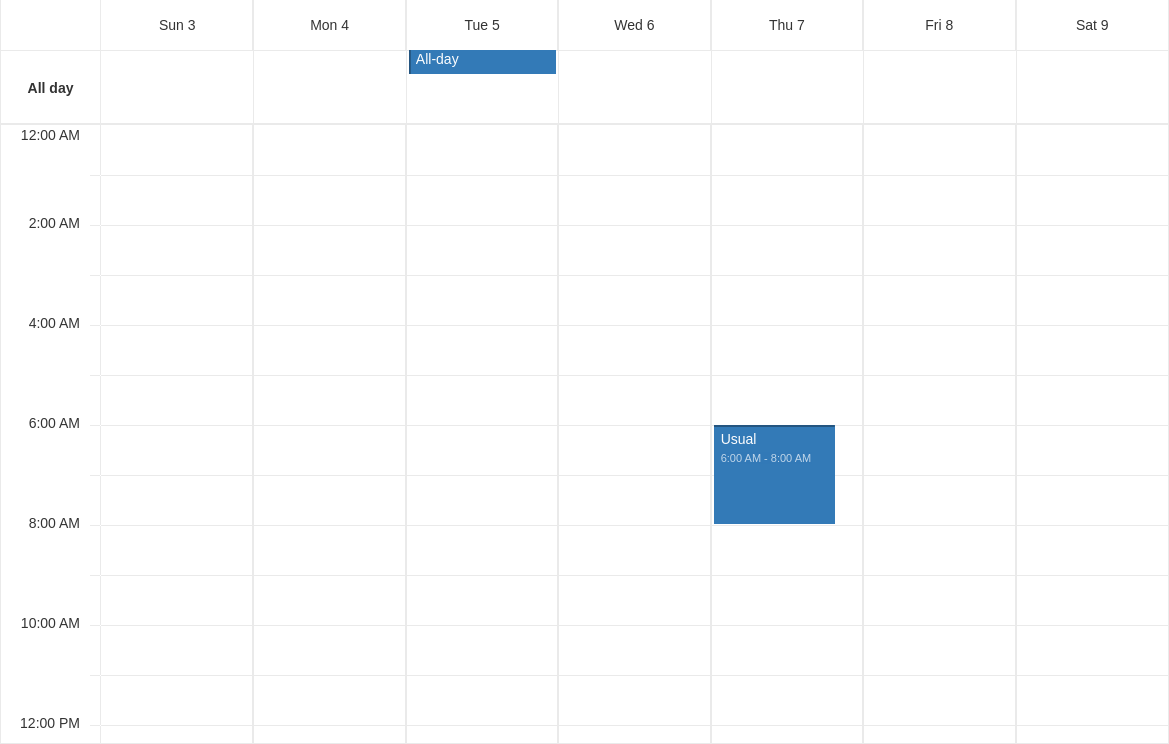 Sun 3 Mon 4 Tue 5 Wed 6 Thu 7 Fri 8 Sat 9
All day
All-day
12:00 AM
2:00 AM
4:00 AM
6:00 AM
Usual
6:00 AM - 8:00 AM
8:00 AM
10:00 AM
12:00 PM